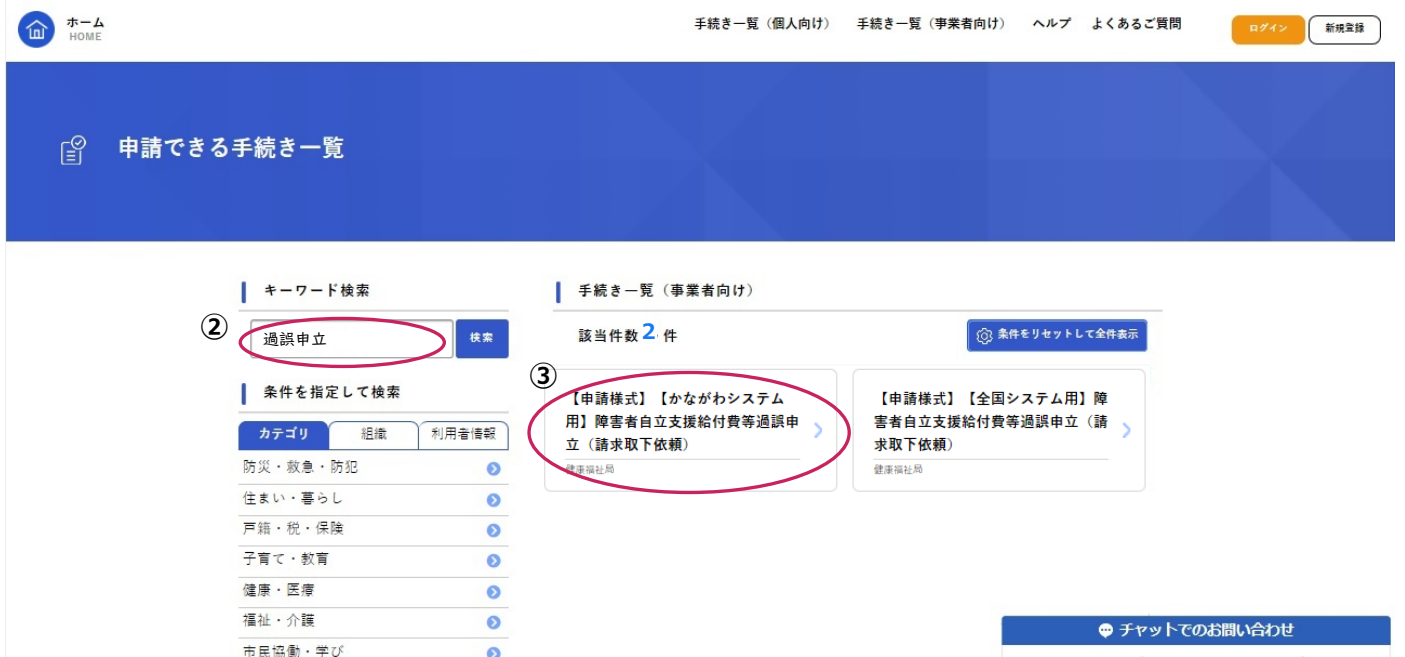 ホーム
HOME
手続き一覧（個人向け） 手続き一覧（事業者向け） ヘルプ よくあるご質問 ログイン 新規登録
申請できる手続き一覧
キーワード検索
② 過誤申立 検索
条件を指定して検索
カテゴリ 組織 利用者情報
防災・救急・防犯
住まい・暮らし
戸籍・税・保険
子育て・教育
健康・医療
福祉・介護
市民協働・学び
手続き一覧（事業者向け）
該当件数 2 件 条件をリセットして全件表示
③
【申請様式】【かながわシステム
用】障害者自立支援給付費等過誤申
立（請求取下依頼）
健康福祉局
【申請様式】【全国システム用】障
害者自立支援給付費等過誤申立（請
求取下依頼）
健康福祉局
チャットでのお問い合わせ